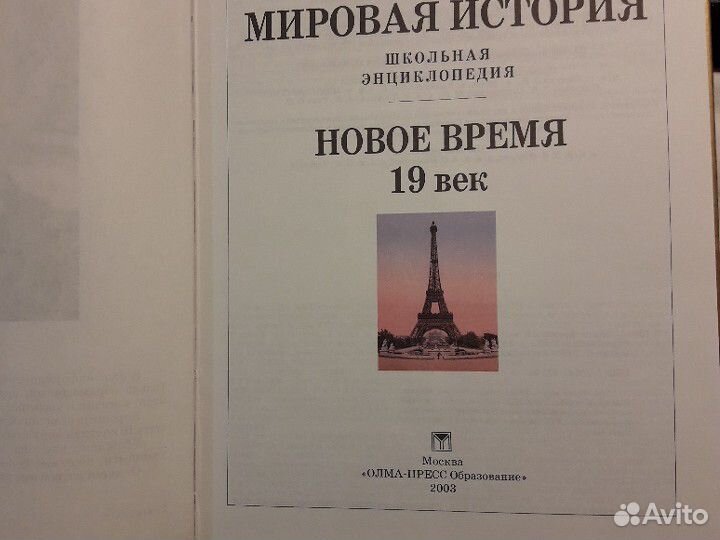 МИРОВАЯ ИСТОРИЯ
ШКОЛЬНАЯ
ЭНЦИКЛОПЕДИЯ
НОВОЕ ВРЕМЯ
19 век
Москва
«ОЛМА-ПРЕСС Образование»
2003
Avito